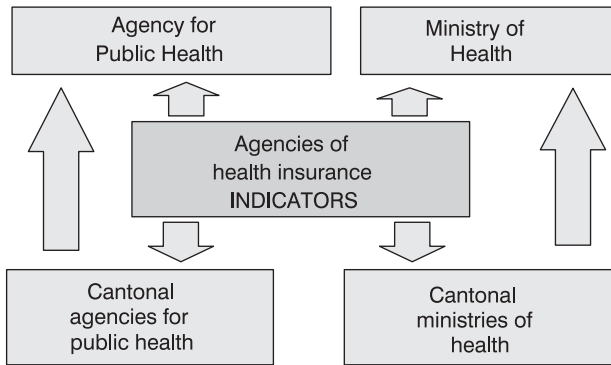 Agency for
Public Health
Ministry of
Health
Agencies of
health insurance
INDICATORS
Cantonal
agencies for
public health
Cantonal
ministries of
health